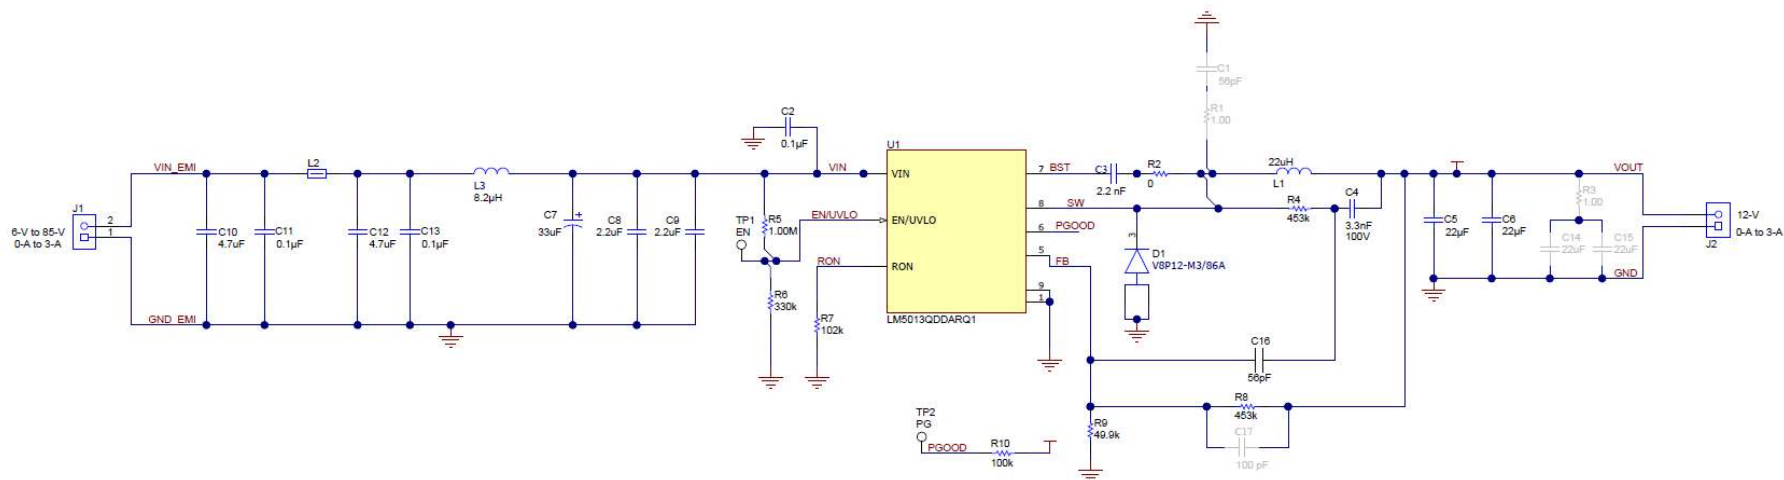 J1
2
1
6-V to 85-V
0-A to 3-A
VIN_EMI
GND_EMI
C10
4.7uF
C11
0.1µF
L2
C12
4.7uF
C13
0.1µF
L3
8.2µH
C7
+
33uF
C8
2.2uF
C9
2.2uF
C2
0.1µF
VIN
TP1
EN
R5
1.00M
EN/UVLO
R6
330k
RON
R7
102k
U1
VIN
EN/UVLO
RON
LM5013QDDARQ1
7
BST
8
SW
6
PGOOD
5
FB
9
1
C3
2.2 nF
R2
0
C1
56pF
R1
1.00
22uH
L1
R4
453k
C4
3.3nF
100V
3
D1
V8P12-M3/86A
C16
56pF
R8
453k
C17
100 pF
R9
49.9k
TP2
PG
PGOOD
R10
100k
C5
22µF
C6
22µF
R3
1.00
C14
22uF
C15
22uF
VOUT
GND
12-V
0-A to 3-A
J2